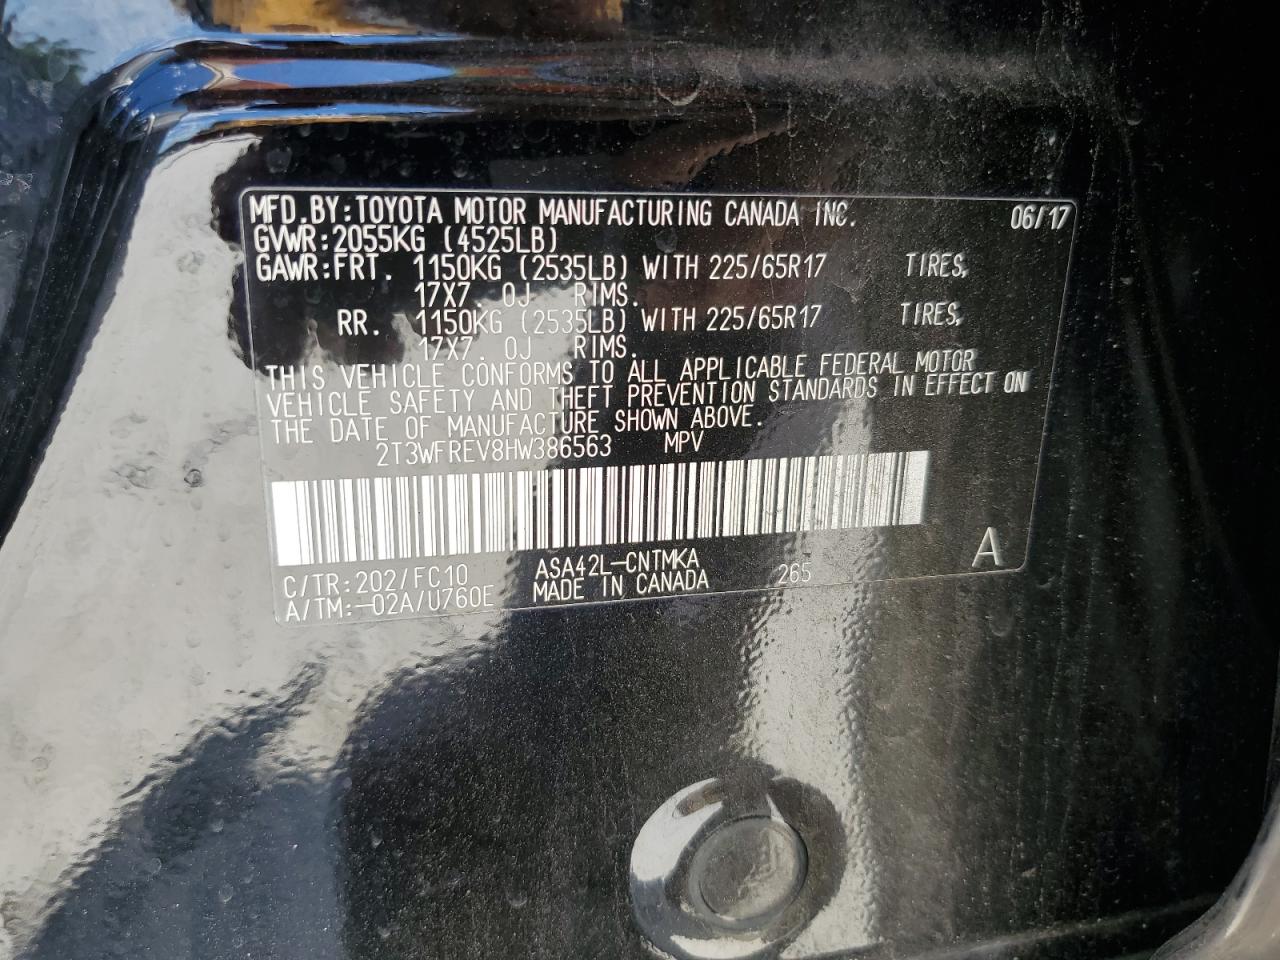 MFD.BY:TOYOTA MOTOR MANUFACTURING CANADA INC. 06/17
GVWR:2055KG (4525LB)
GAWR:FRT. 1150KG (2535LB) WITH 225/65R17 TIRES,
17X7. 0J RIMS.
RR. 1150KG (2535LB) WITH 225/65R17 TIRES,
17X7. 0J RIMS.
THIS VEHICLE CONFORMS TO ALL APPLICABLE FEDERAL MOTOR
VEHICLE SAFETY AND THEFT PREVENTION STANDARDS IN EFFECT ON
THE DATE OF MANUFACTURE SHOWN ABOVE.
2T3WFREV8HW386563 MPV
C/TR:202/FC10 ASA42L-CNTMKA 265 A
A/TM:-02A/U760E MADE IN CANADA